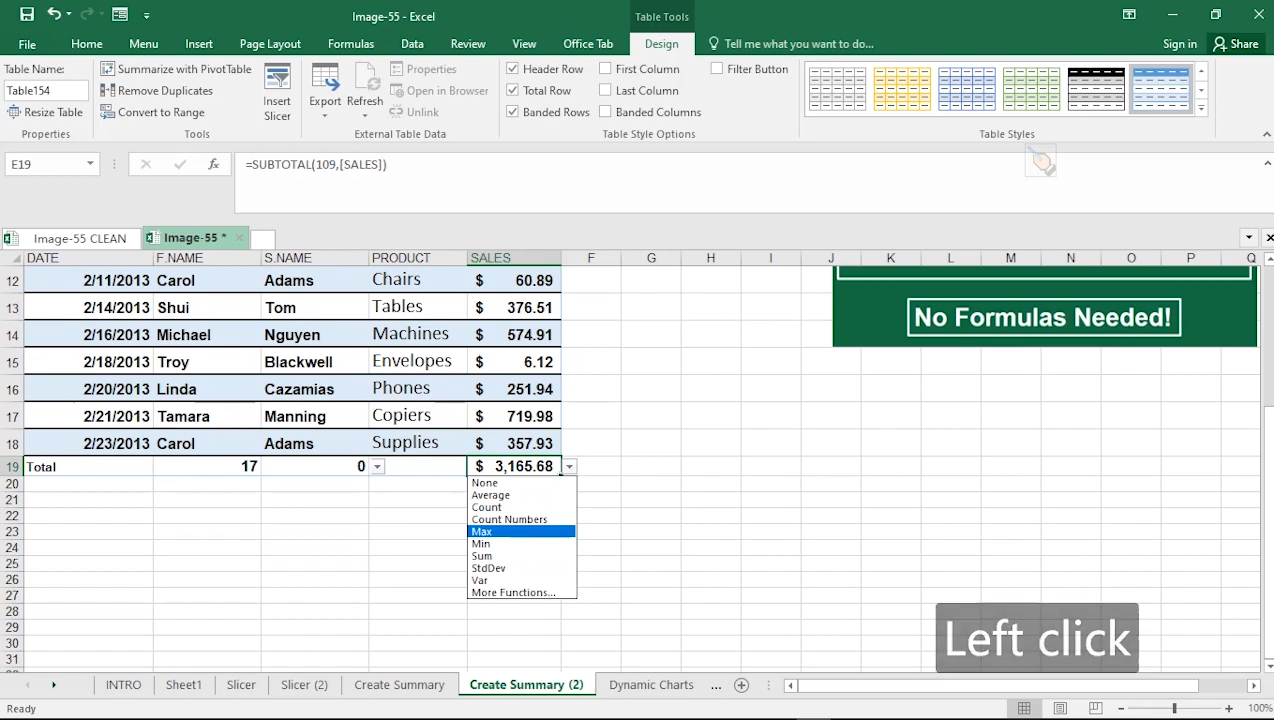 Image-55 - Excel
Table Tools
File Home Menu Insert Page Layout Formulas Data Review View Office Tab Design Tell me what you want to do... Sign in Share
Table Name:
Table154
Resize Table
Properties
Summarize with PivotTable
Remove Duplicates
Convert to Range
Tools
Insert
Slicer
Export
Refresh
Properties
Open in Browser
Unlink
External Table Data
Header Row
Total Row
Banded Rows
First Column
Last Column
Banded Columns
Filter Button
Table Style Options
Table Styles
E19 fx =SUBTOTAL(109,[SALES])
Image-55 CLEAN Image-55 *
DATE F.NAME S.NAME PRODUCT SALES F G H I J K L M N O P Q
12 2/11/2013 Carol Adams Chairs $ 60.89
13 2/14/2013 Shui Tom Tables $ 376.51
14 2/16/2013 Michael Nguyen Machines $ 574.91
15 2/18/2013 Troy Blackwell Envelopes $ 6.12
16 2/20/2013 Linda Cazamias Phones $ 251.94
17 2/21/2013 Tamara Manning Copiers $ 719.98
18 2/23/2013 Carol Adams Supplies $ 357.93
19 Total 17 0 $ 3,165.68
No Formulas Needed!
20
21
22
23
24
25
26
27
28
29
30
31
None
Average
Count
Count Numbers
Max
Min
Sum
StdDev
Var
More Functions...
Left click
INTRO Sheet1 Slicer Slicer (2) Create Summary Create Summary (2) Dynamic Charts ...
Ready
100%